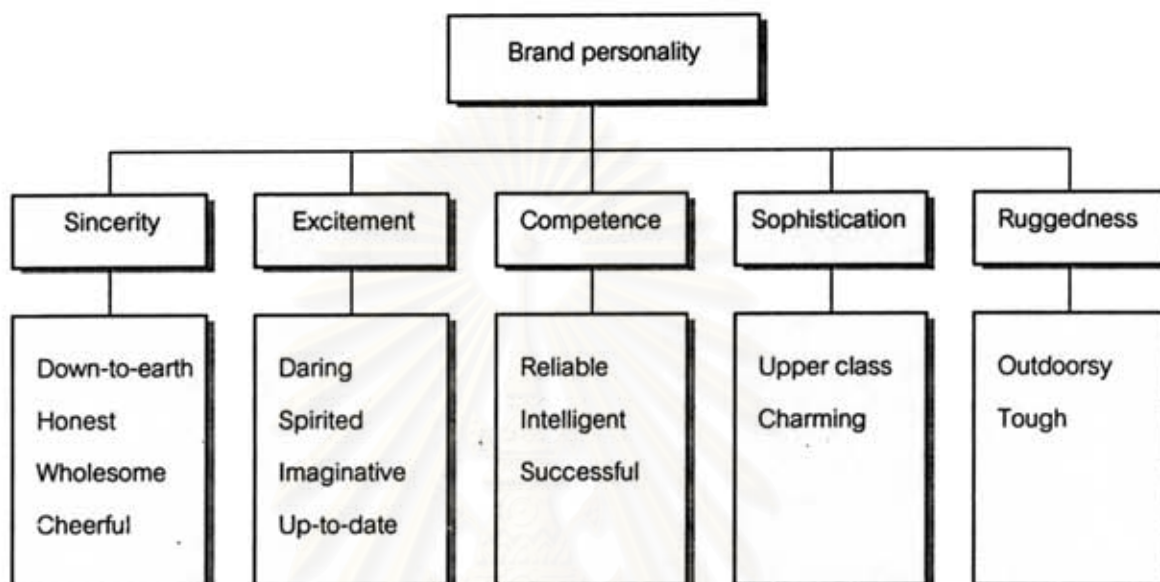 Brand personality
Sincerity
Excitement
Competence
Sophistication
Ruggedness
Down-to-earth
Honest
Wholesome
Cheerful
Daring
Spirited
Imaginative
Up-to-date
Reliable
Intelligent
Successful
Upper class
Charming
Outdoorsy
Tough